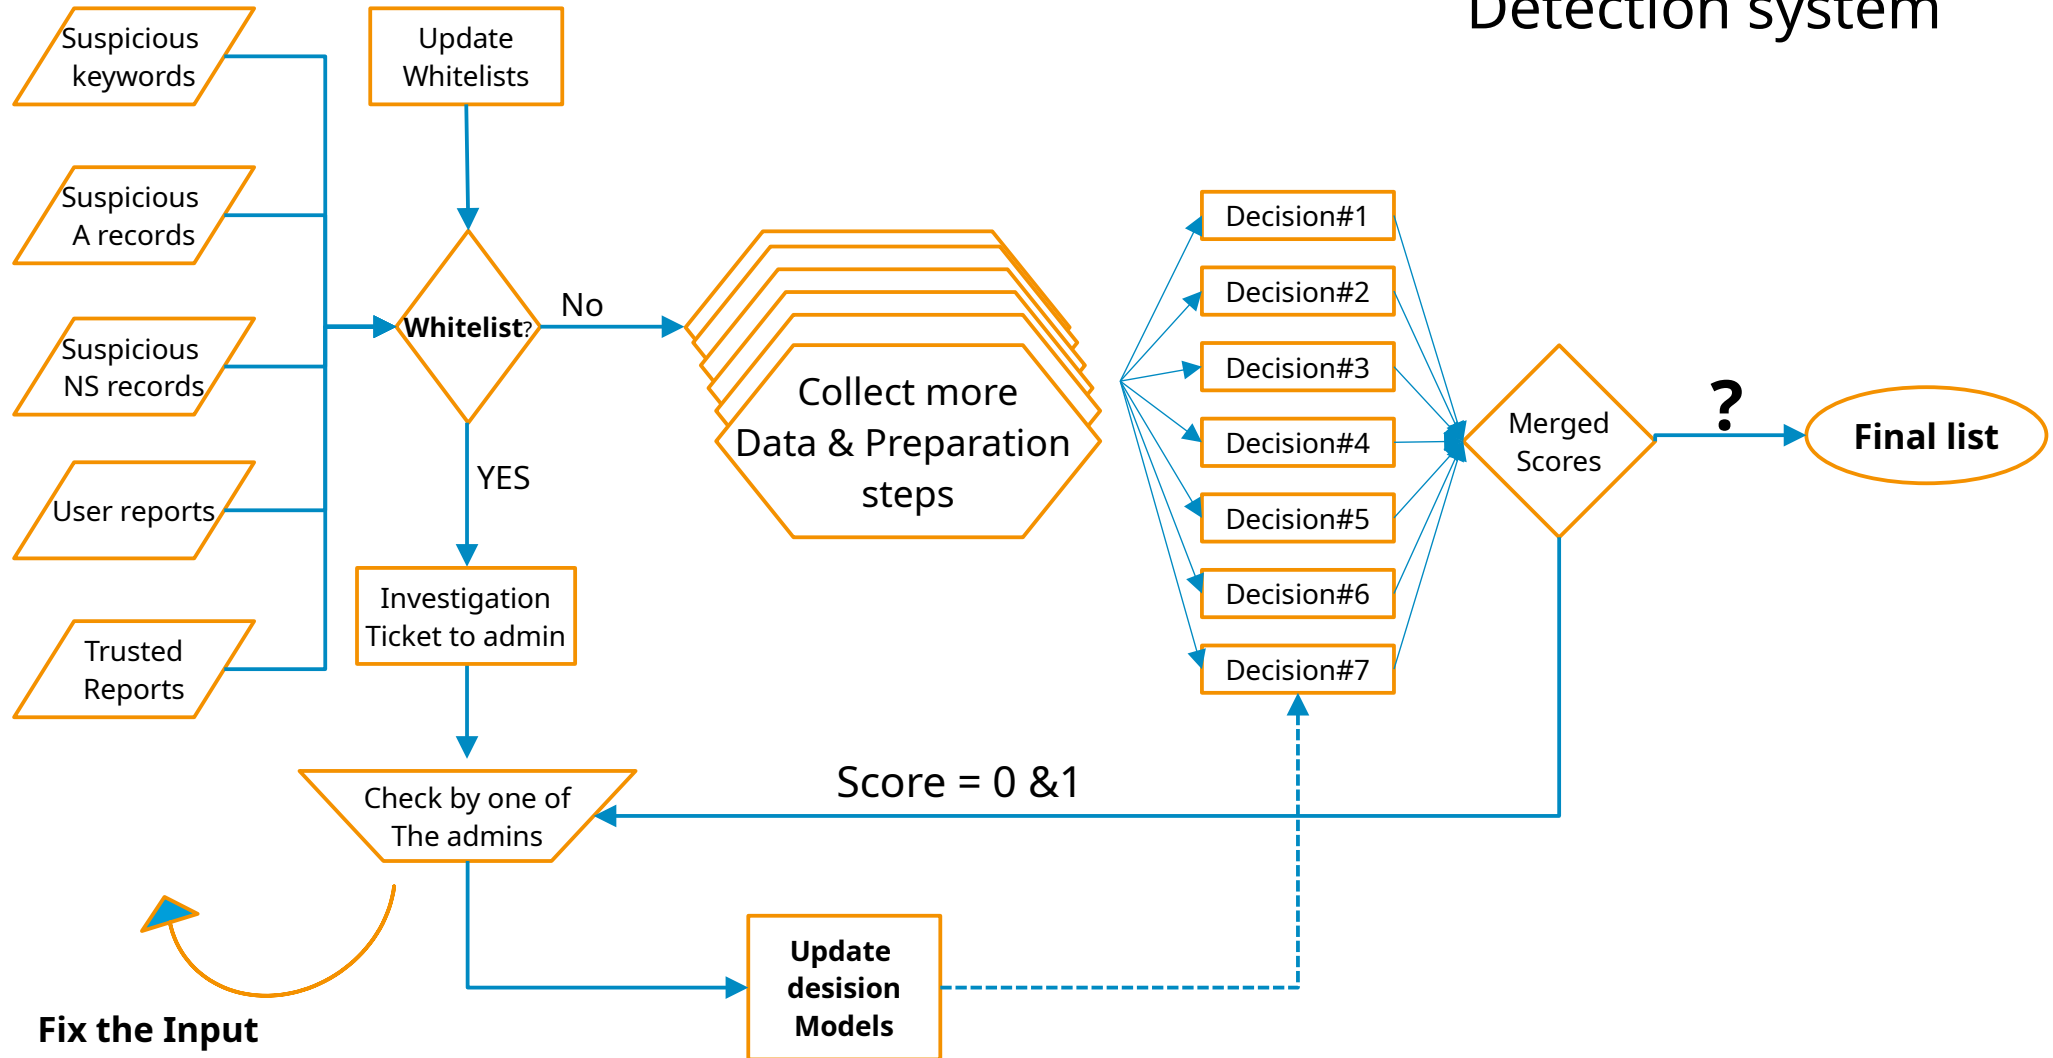 Detection system
Suspicious
keywords
Update
Whitelists
Suspicious
A records
Suspicious
NS records
User reports
Trusted
Reports
Whitelist?
No
YES
Investigation
Ticket to admin
Collect more
Data & Preparation
steps
Decision#1
Decision#2
Decision#3
Decision#4
Decision#5
Decision#6
Decision#7
Merged
Scores
?
Final list
Score = 0 &1
Check by one of
The admins
Update
desision
Models
Fix the Input